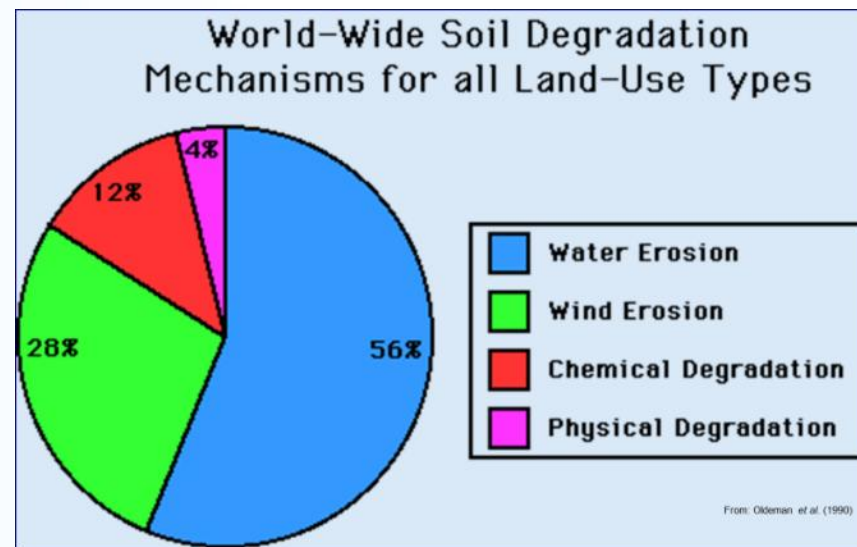 World-Wide Soil Degradation
Mechanisms for all Land-Use Types
4%
12%
28%
56%
Water Erosion
Wind Erosion
Chemical Degradation
Physical Degradation
From: Oldeman et al. (1990)